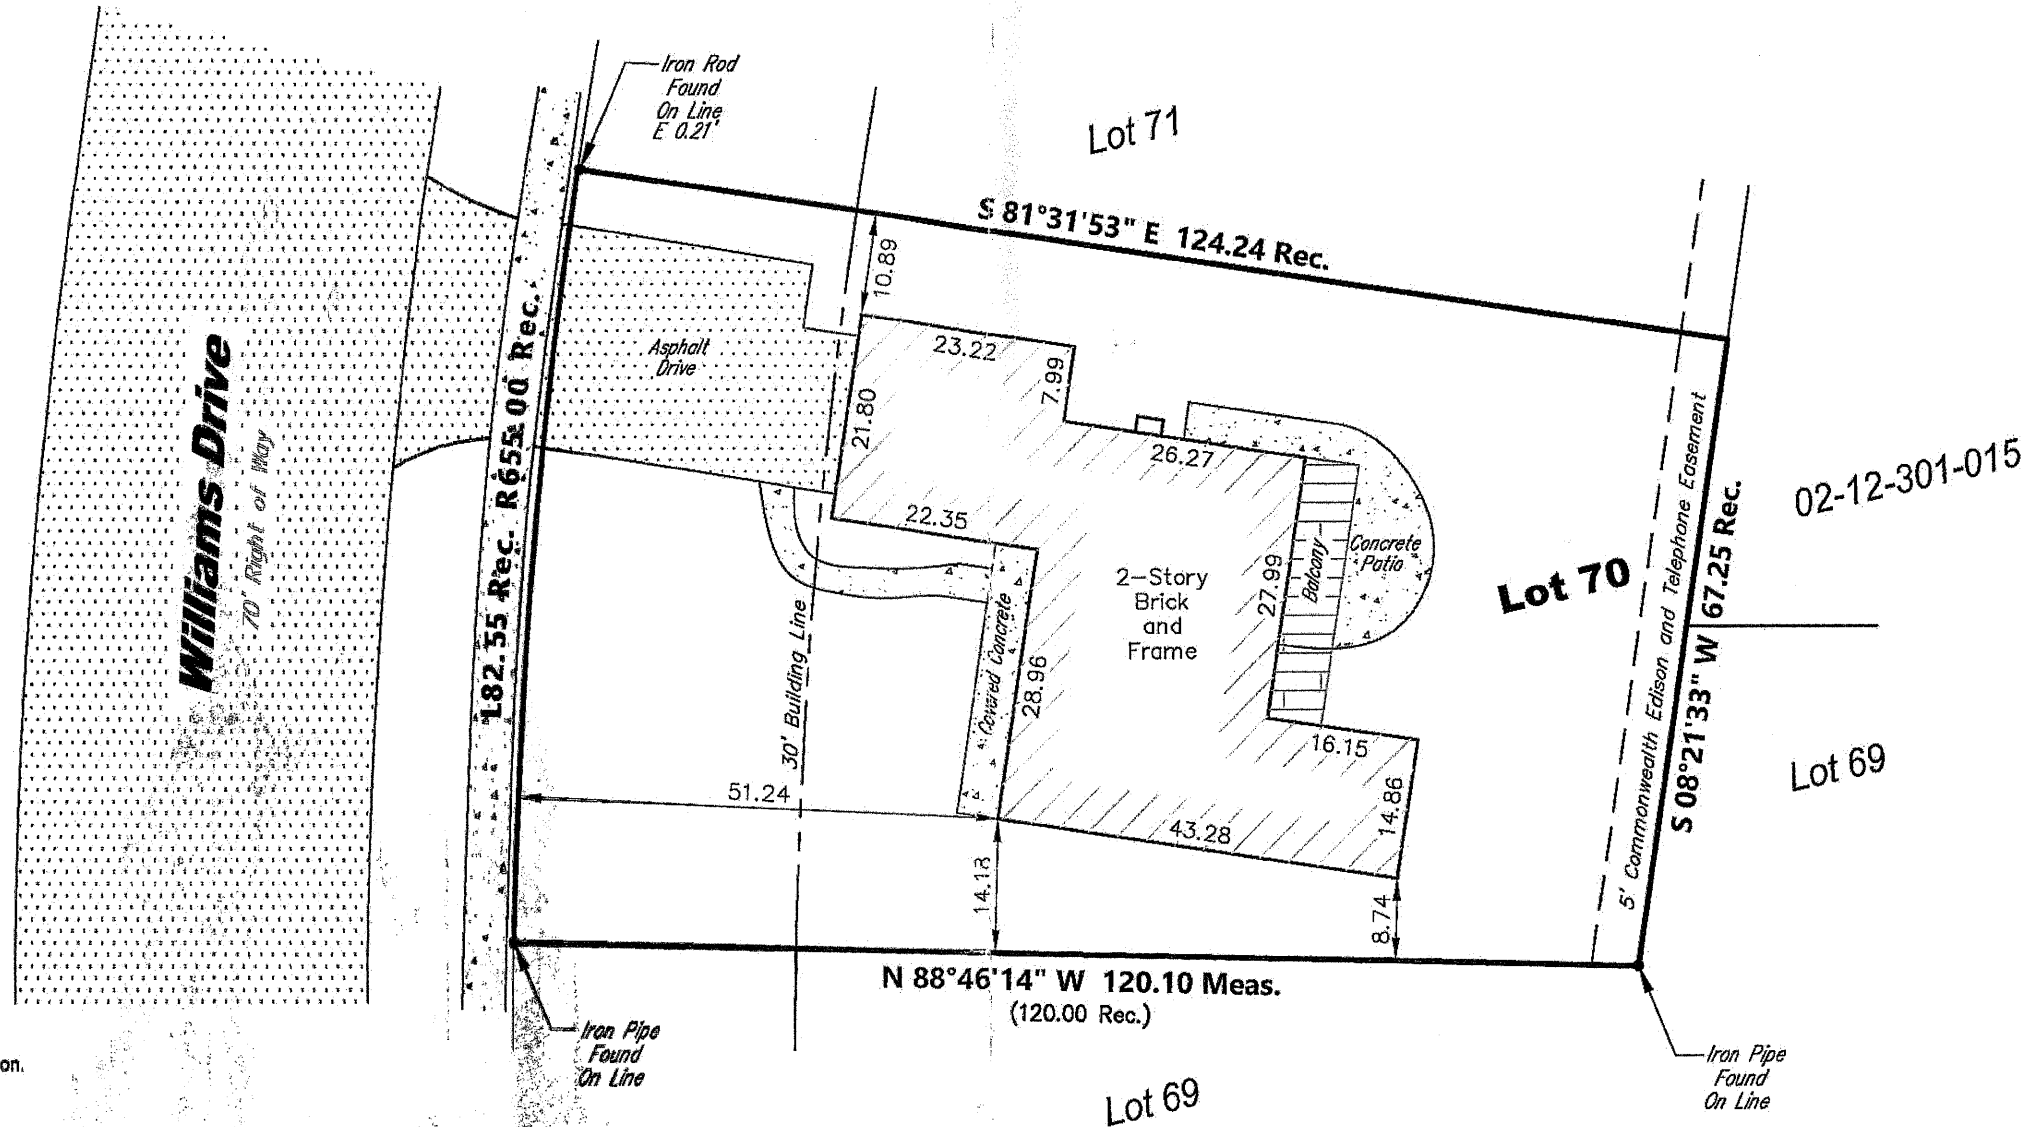 Iron Rod
Found
On Line
E 0.21'
Lot 71
S 81°31'53" E 124.24 Rec.
10.89
Williams Drive
70' Right of Way
L82.55 Rec. R655.00 Rec.
Asphalt
Drive
23.22
7.99
21.80
26.27
22.35
2-Story
Brick
and
Frame
27.99
Balcony
Concrete
Patio
Lot 70
5' Commonwealth Edison and Telephone Easement
S 08°21'33" W 67.25 Rec.
02-12-301-015
Lot 69
30' Building Line
Covered Concrete
28.96
16.15
14.86
51.24
43.28
14.18
8.74
N 88°46'14" W 120.10 Meas.
(120.00 Rec.)
Iron Pipe
Found
On Line
Iron Pipe
Found
On Line
on.
Lot 69